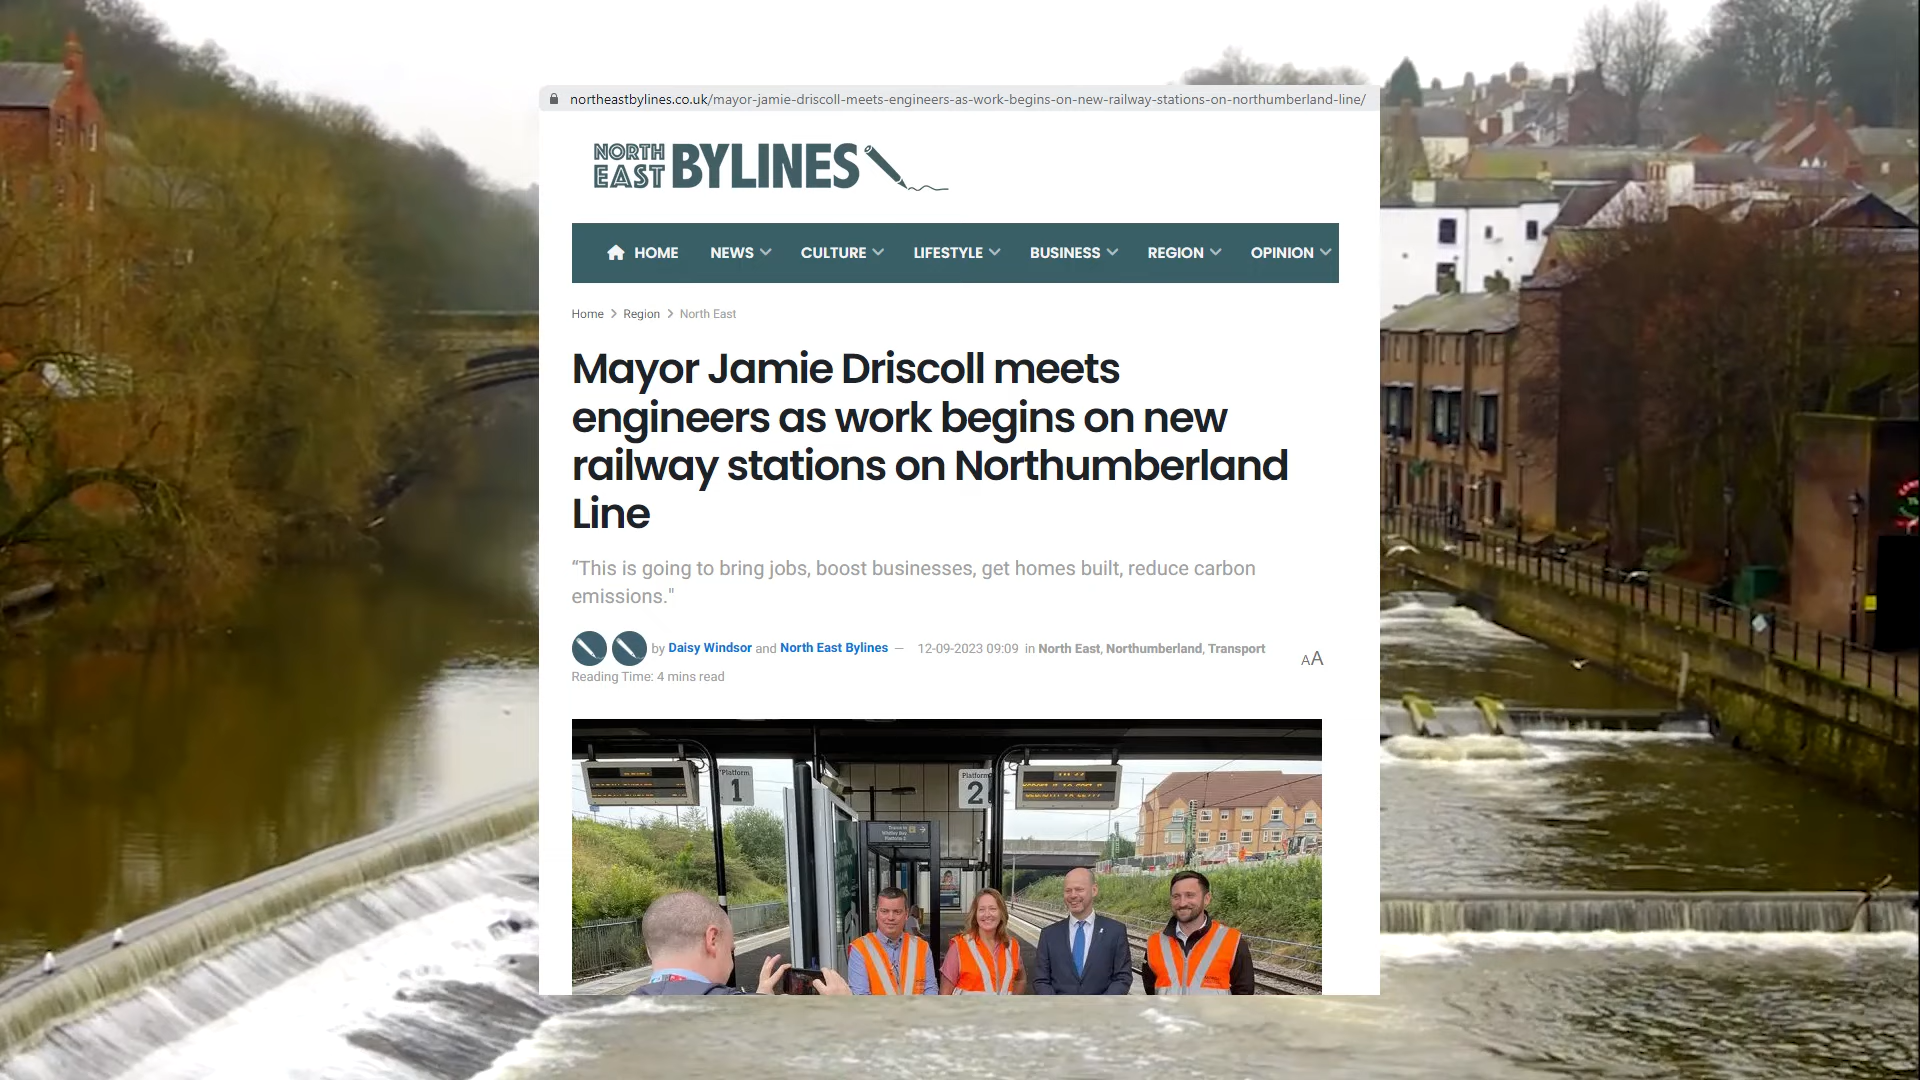 northeastbylines.co.uk/mayor-jamie-driscoll-meets-engineers-as-work-begins-on-new-railway-stations-on-northumberland-line/
NORTH
EAST BYLINES
HOME NEWS CULTURE LIFESTYLE BUSINESS REGION OPINION
Home > Region > North East
Mayor Jamie Driscoll meets
engineers as work begins on new
railway stations on Northumberland
Line
“This is going to bring jobs, boost businesses, get homes built, reduce carbon
emissions."
by Daisy Windsor and North East Bylines — 12-09-2023 09:09 in North East, Northumberland, Transport
AA
Reading Time: 4 mins read
Platform
1
Platform
2